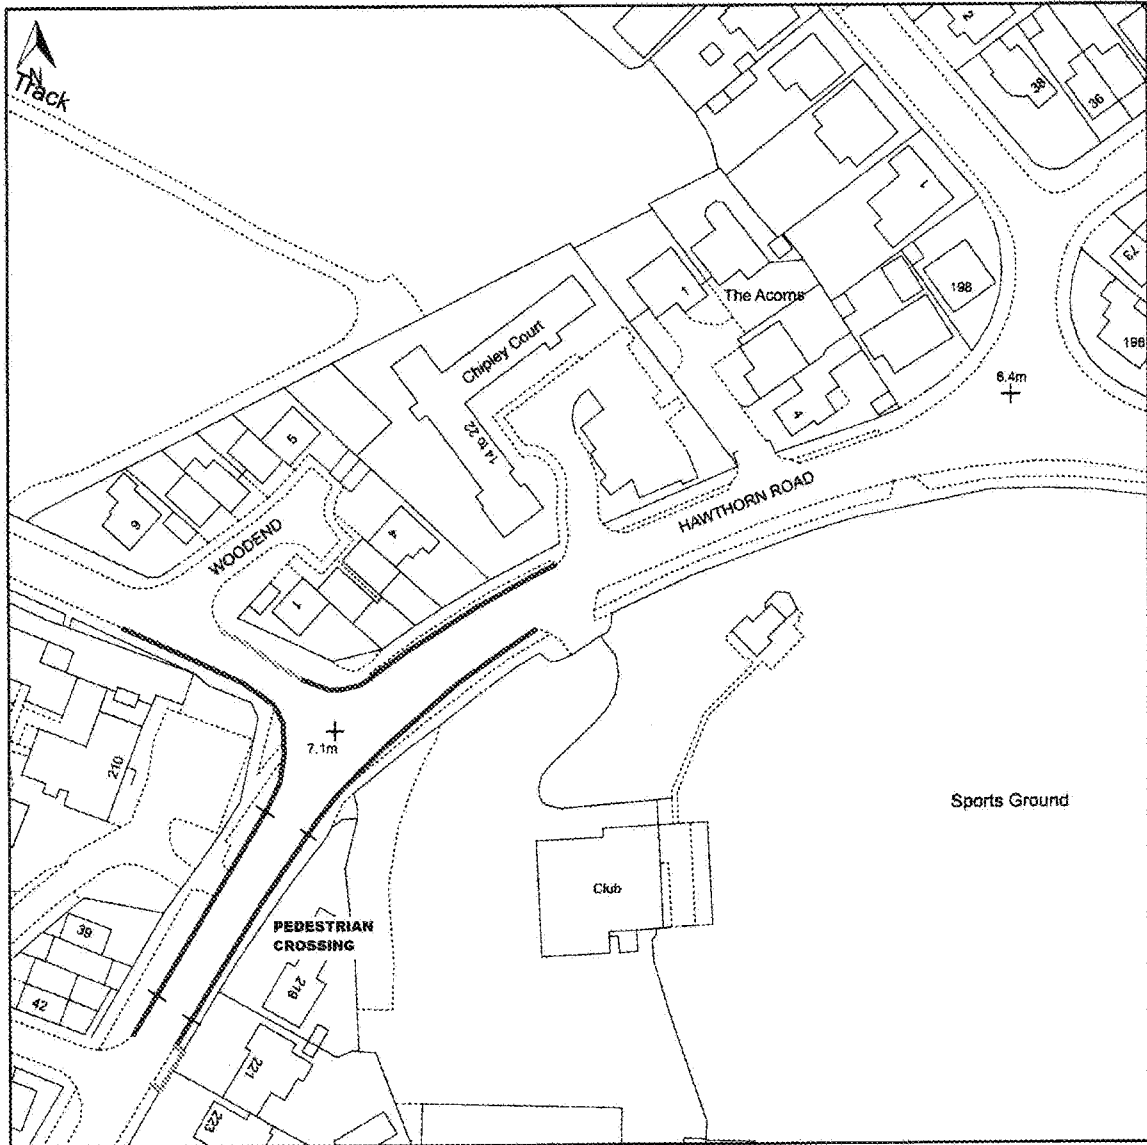 N
Track
2
38
36
1
73
198
196
The Acorns
1
6.4m
Chipley Court
14 to 22
4
5
9
HAWTHORN ROAD
WOODEND
4
1
7.1m
210
Sports Ground
Club
PEDESTRIAN
CROSSING
39
219
42
221
223